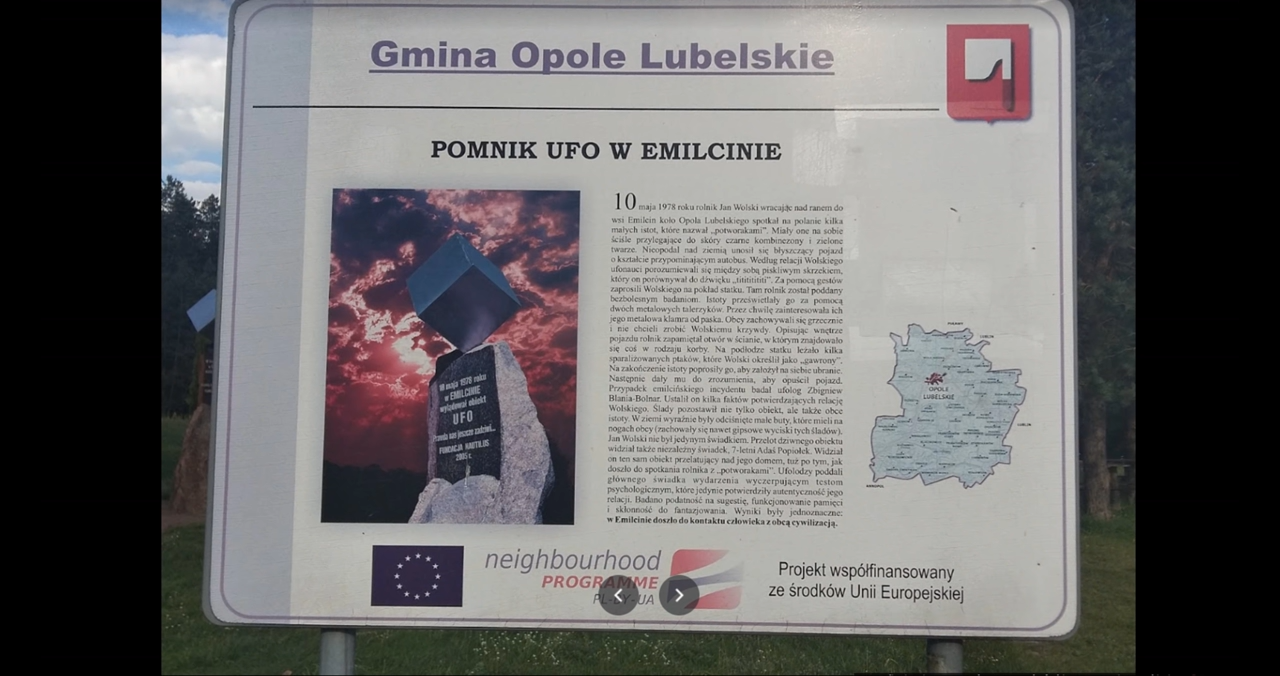 Gmina Opole Lubelskie
POMNIK UFO W EMILCINIE
10 maja 1978 roku rolnik Jan Wolski wracając nad ranem do
wsi Emilcin koło Opola Lubelskiego spotkał na polanie kilka
małych istot, które nazwał „potworakami”. Miały one na sobie
ściśle przylegające do skóry czarne kombinezony i zielone
twarze. Nieopodal nad ziemią unosił się błyszczący pojazd
o kształcie przypominającym autobus. Według relacji Wolskiego
ufonauci porozumiewali się między sobą piskliwym skrzekiem,
który on porównywał do dźwięku „titititititi”. Za pomocą gestów
zaprosili Wolskiego na pokład statku. Tam rolnik został poddany
bezbolesnym badaniom. Istoty prześwietlały go za pomocą
dwóch metalowych talerzyków. Przez chwilę zainteresowała ich
jego metalowa klamra od paska. Obcy zachowywali się grzecznie
i nie chcieli zrobić Wolskiemu krzywdy. Opisując wnętrze
pojazdu rolnik zapamiętał otwór w ścianie, w którym znajdowało
się coś w rodzaju korby. Na podłodze statku leżało kilka
sparaliżowanych ptaków, które Wolski określił jako „gawrony”.
Na zakończenie istoty poprosiły go, aby założył na siebie ubranie.
Następnie dały mu do zrozumienia, aby opuścił pojazd.
Przypadek emilcińskiego incydentu badał ufolog Zbigniew
Blania-Bolnar. Ustalił on kilka faktów potwierdzających relację
Wolskiego. Ślady pozostawił nie tylko obiekt, ale także obce
istoty. W ziemi wyraźnie były odciśnięte małe buty, które mieli na
nogach obcy (zachowały się nawet gipsowe wyciski tych śladów).
Jan Wolski nie był jedynym świadkiem. Przelot dziwnego obiektu
widział także niezależny świadek, 7-letni Adaś Popiołek. Widział
on ten sam obiekt przelatujący nad jego domem, tuż po tym, jak
doszło do spotkania rolnika z „potworakami”. Ufolodzy poddali
głównego świadka wydarzenia wyczerpującym testom
psychologicznym, które jedynie potwierdziły autentyczność jego
relacji. Badano podatność na sugestię, funkcjonowanie pamięci
i skłonność do fantazjowania. Wyniki były jednoznaczne:
w Emilcinie doszło do kontaktu człowieka z obcą cywilizacją.
10 maja 1978 roku
w EMILCINIE
wylądował obiekt
UFO
Prawda nas jeszcze zadziwi...
FUNDACJA NAUTILUS
2005 r.
OPOLE
LUBELSKIE
neighbourhood
PROGRAMME
PL-BY-UA
Projekt współfinansowany
ze środków Unii Europejskiej